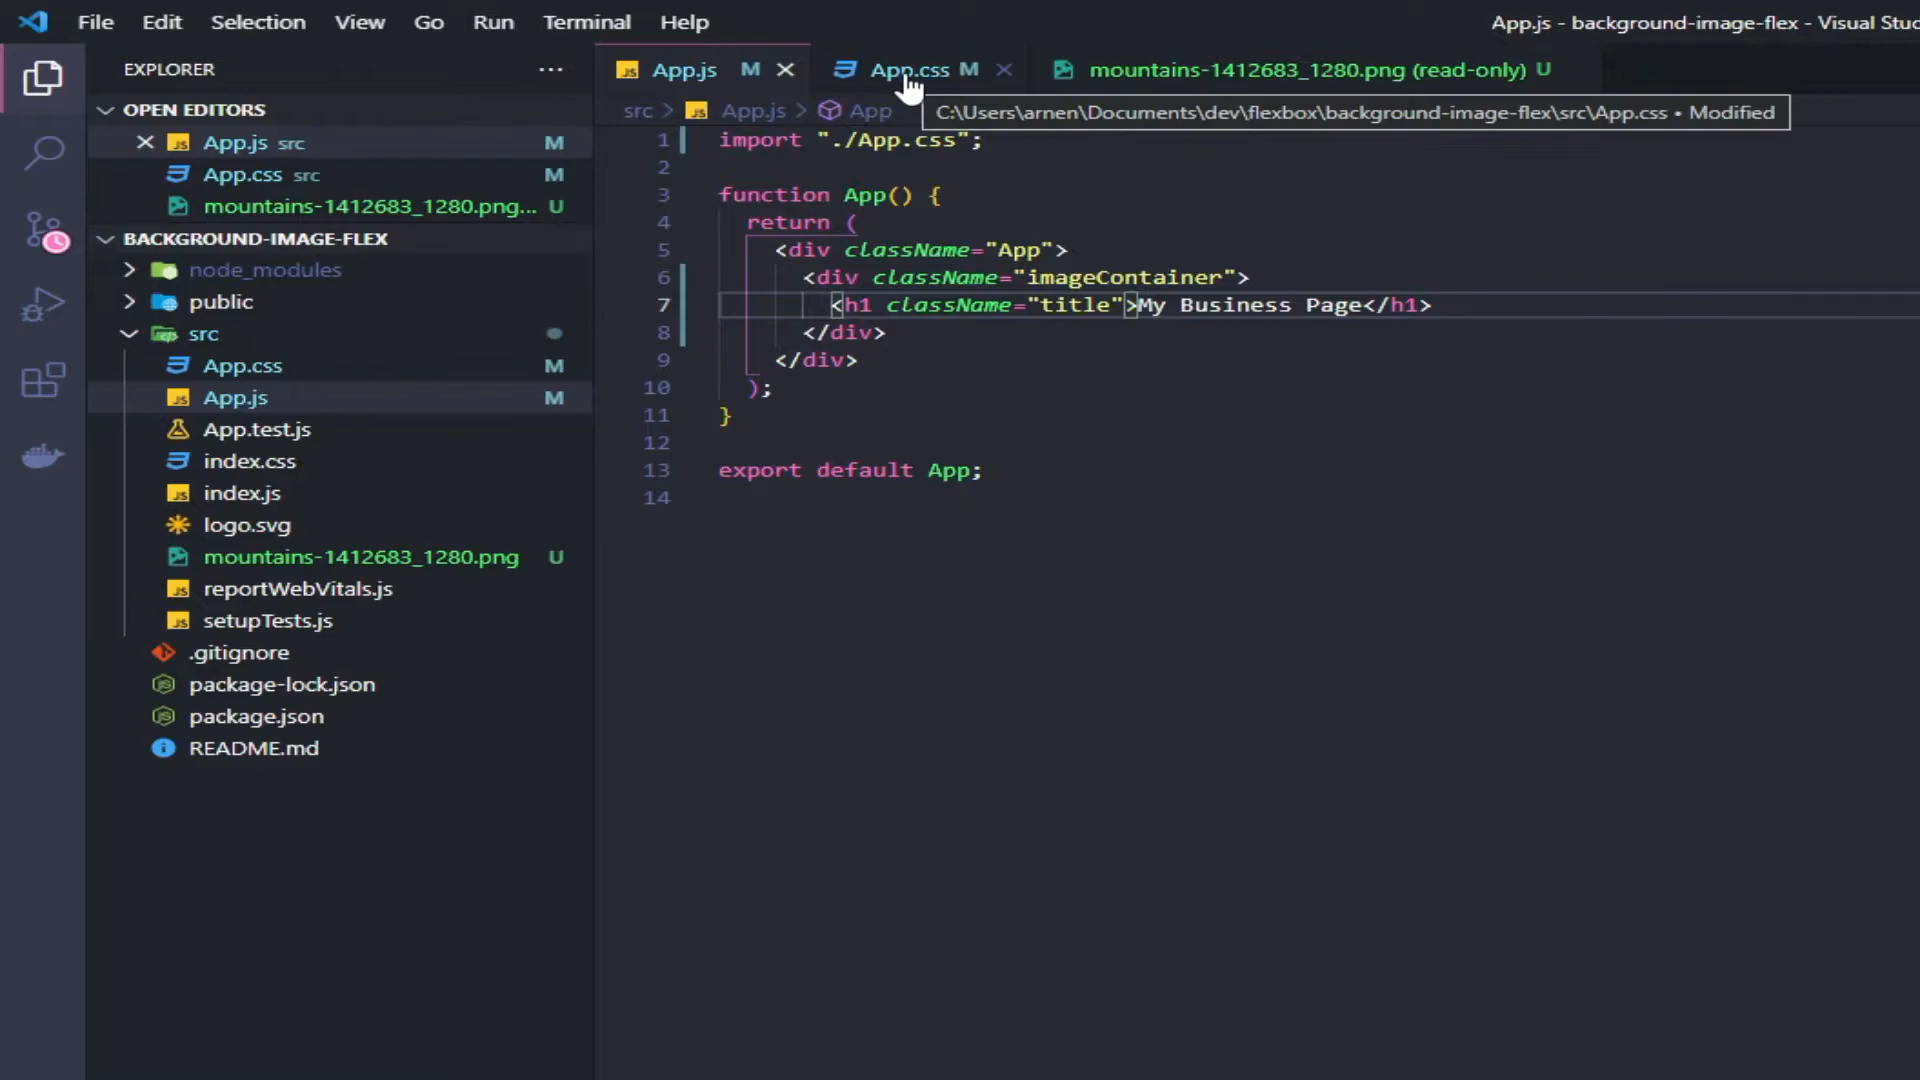 File Edit Selection View Go Run Terminal Help
App.js - background-image-flex - Visual Stuc
EXPLORER ...
OPEN EDITORS
App.js src M
App.css src M
mountains-1412683_1280.png... U
BACKGROUND-IMAGE-FLEX
node_modules
public
src
App.css M
App.js M
App.test.js
index.css
index.js
logo.svg
mountains-1412683_1280.png U
reportWebVitals.js
setupTests.js
.gitignore
package-lock.json
package.json
README.md
App.js M App.css M mountains-1412683_1280.png (read-only) U
src > App.js > App
C:\Users\arnen\Documents\dev\flexbox\background-image-flex\src\App.css • Modified
1 import "./App.css";
2
3 function App() {
4 return (
5 <div className="App">
6 <div className="imageContainer">
7 <h1 className="title">My Business Page</h1>
8 </div>
9 </div>
10 );
11 }
12
13 export default App;
14